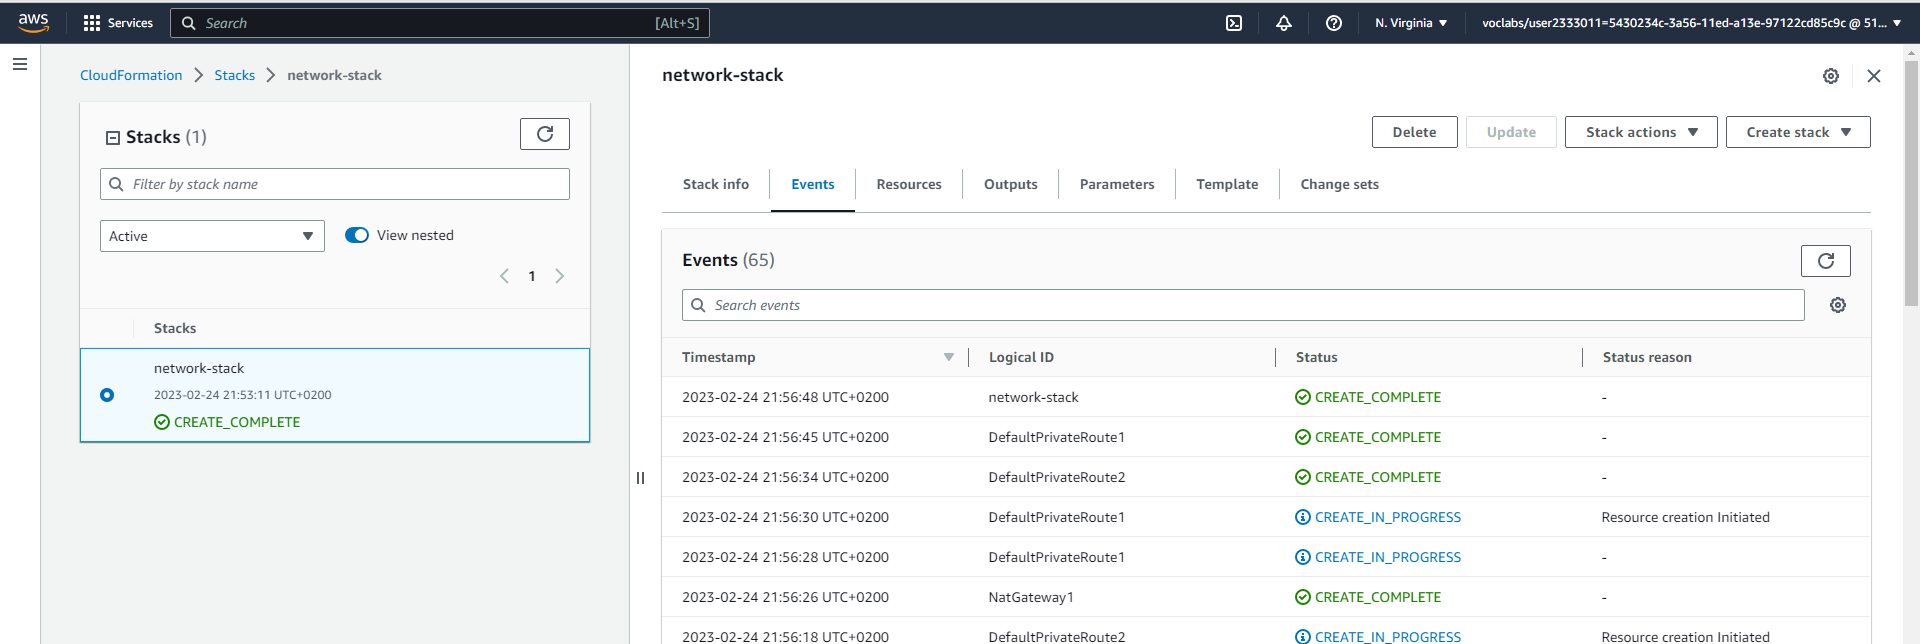 aws
Services
Search
[Alt+S]
N. Virginia
voclabs/user2333011=5430234c-3a56-11ed-a13e-97122cd85c9c @ 51...
CloudFormation > Stacks > network-stack
Stacks (1)
Filter by stack name
Active
View nested
1
Stacks
network-stack
2023-02-24 21:53:11 UTC+0200
CREATE_COMPLETE
network-stack
Delete
Update
Stack actions
Create stack
Stack info
Events
Resources
Outputs
Parameters
Template
Change sets
Events (65)
Search events
Timestamp Logical ID Status Status reason
2023-02-24 21:56:48 UTC+0200 network-stack CREATE_COMPLETE -
2023-02-24 21:56:45 UTC+0200 DefaultPrivateRoute1 CREATE_COMPLETE -
2023-02-24 21:56:34 UTC+0200 DefaultPrivateRoute2 CREATE_COMPLETE -
2023-02-24 21:56:30 UTC+0200 DefaultPrivateRoute1 CREATE_IN_PROGRESS Resource creation Initiated
2023-02-24 21:56:28 UTC+0200 DefaultPrivateRoute1 CREATE_IN_PROGRESS -
2023-02-24 21:56:26 UTC+0200 NatGateway1 CREATE_COMPLETE -
2023-02-24 21:56:18 UTC+0200 DefaultPrivateRoute2 CREATE_IN_PROGRESS Resource creation Initiated